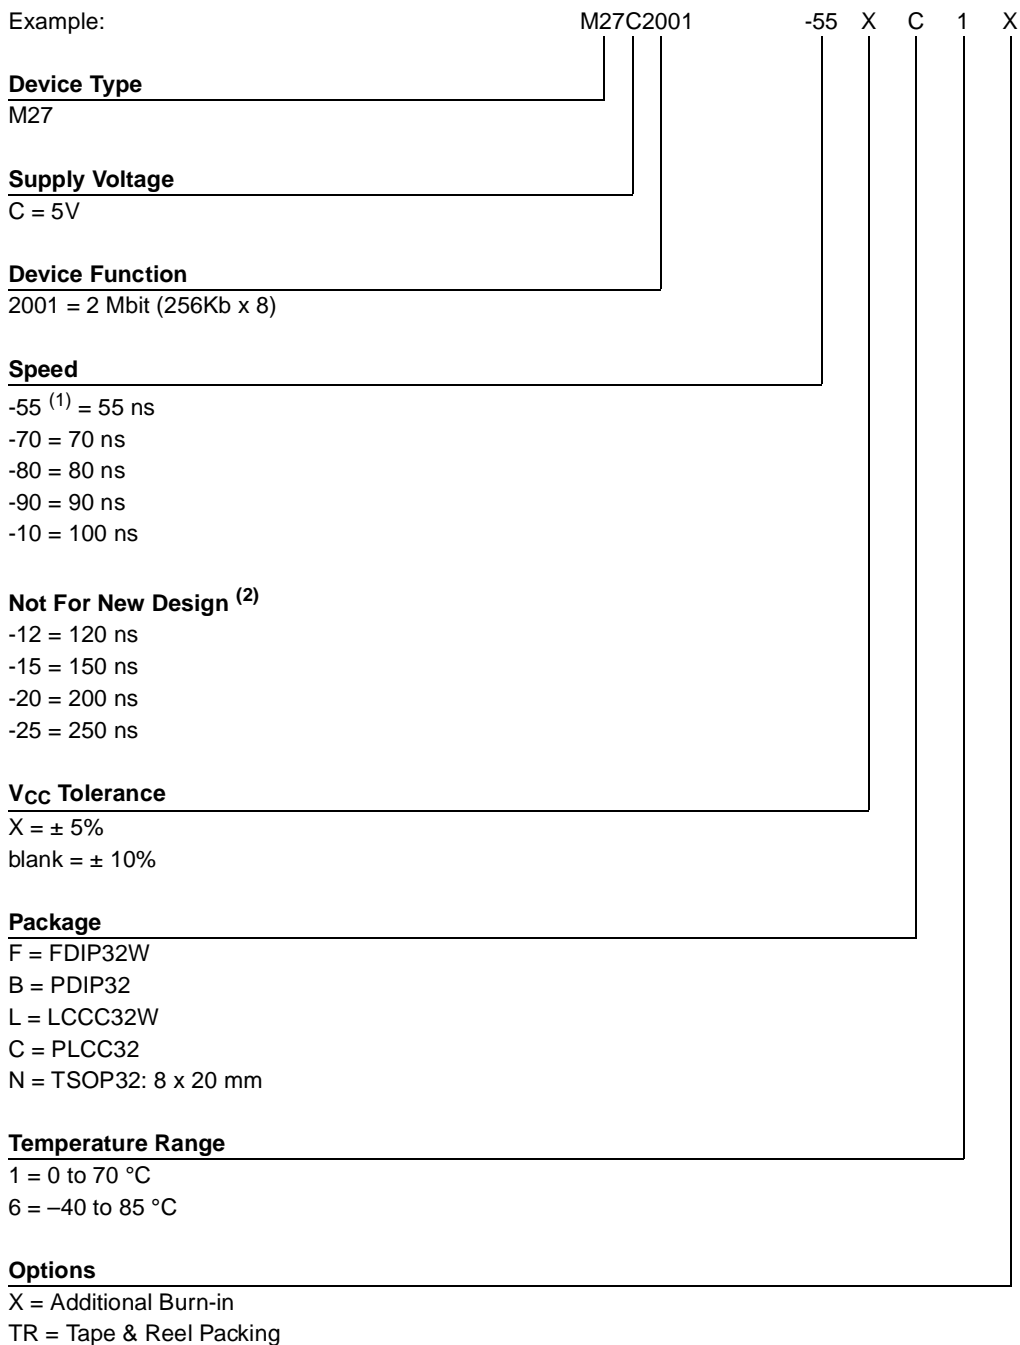 Example: M27C2001 -55 X C 1 X
Device Type
M27
Supply Voltage
C = 5V
Device Function
2001 = 2 Mbit (256Kb x 8)
Speed
-55 (1) = 55 ns
-70 = 70 ns
-80 = 80 ns
-90 = 90 ns
-10 = 100 ns
Not For New Design (2)
-12 = 120 ns
-15 = 150 ns
-20 = 200 ns
-25 = 250 ns
VCC Tolerance
X = ± 5%
blank = ± 10%
Package
F = FDIP32W
B = PDIP32
L = LCCC32W
C = PLCC32
N = TSOP32: 8 x 20 mm
Temperature Range
1 = 0 to 70 °C
6 = –40 to 85 °C
Options
X = Additional Burn-in
TR = Tape & Reel Packing